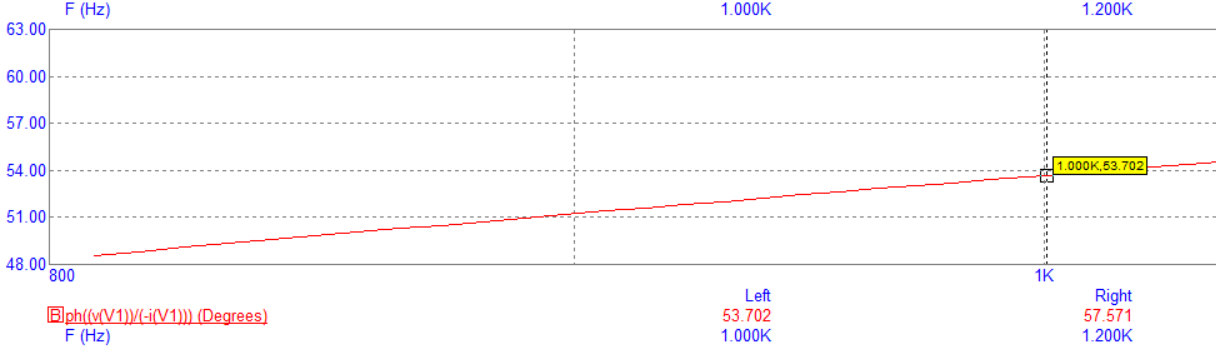 F (Hz) 1.000K 1.200K
63.00
60.00
57.00
54.00
1.000K,53.702
51.00
48.00
800 1K
Left Right
B ph((v(V1))/(-i(V1))) (Degrees) 53.702 57.571
F (Hz) 1.000K 1.200K